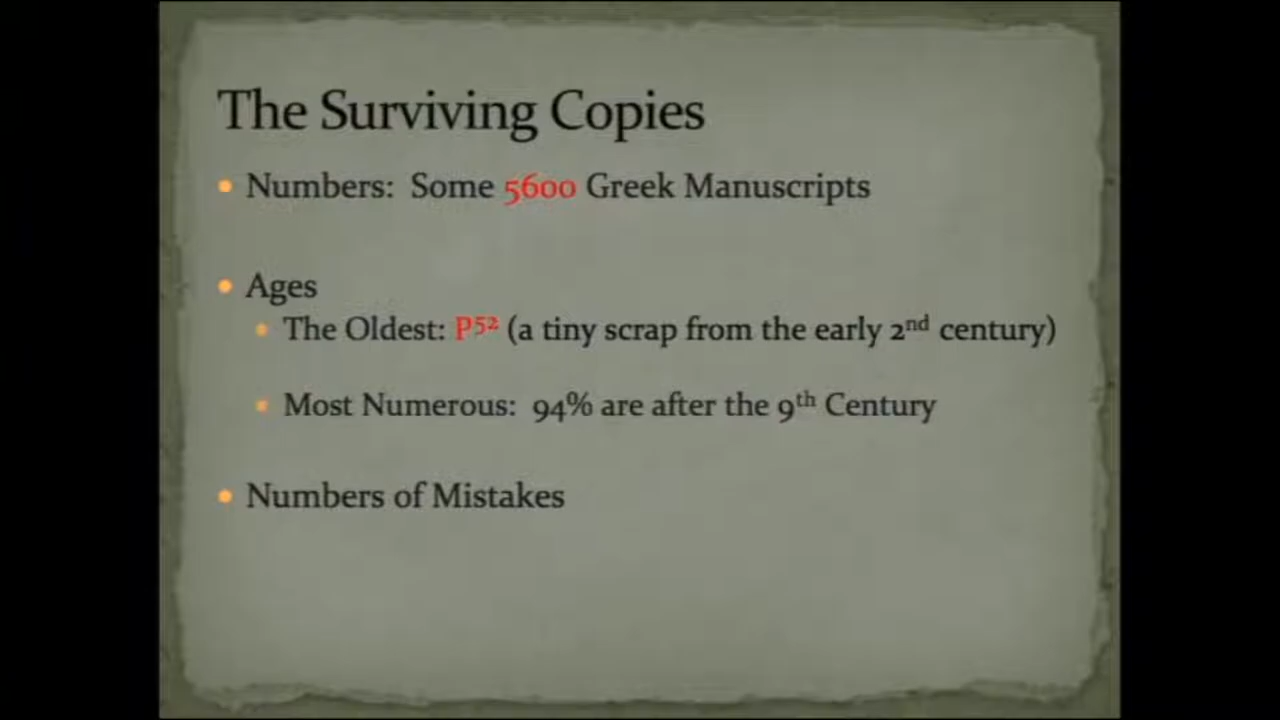 The Surviving Copies
• Numbers: Some 5600 Greek Manuscripts
• Ages
• The Oldest: P52 (a tiny scrap from the early 2nd century)
• Most Numerous: 94% are after the 9th Century
• Numbers of Mistakes